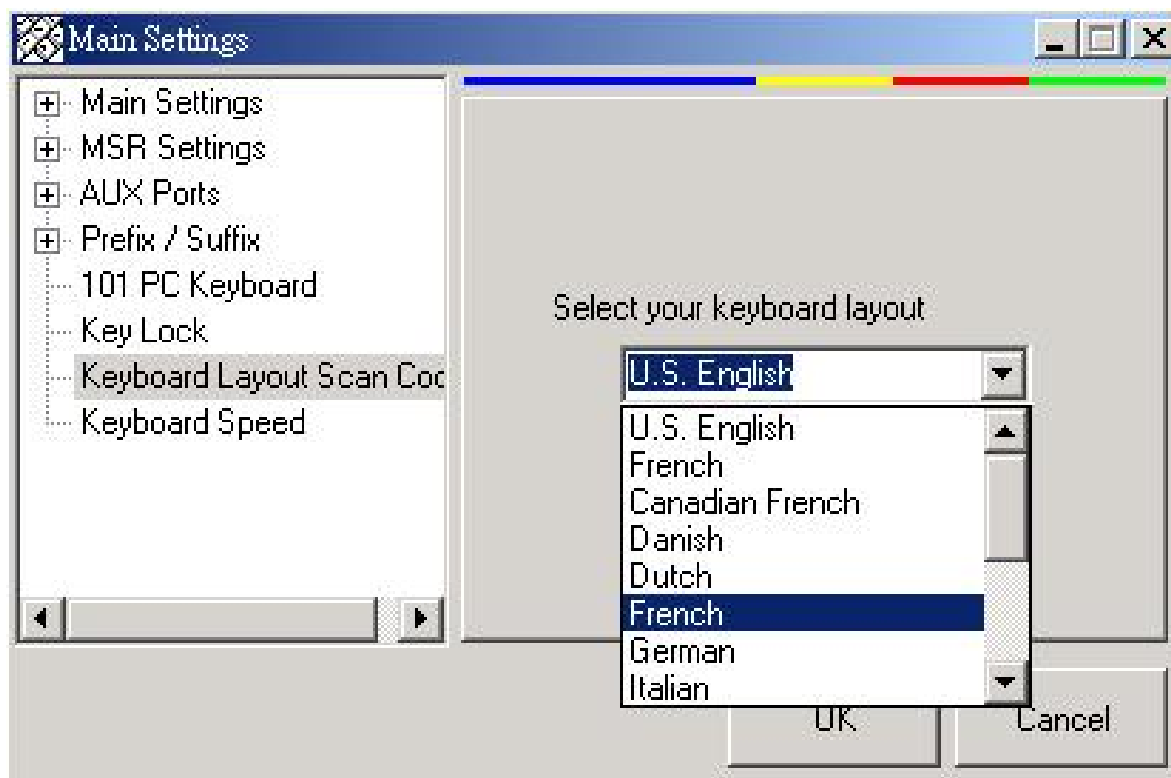 Main Settings
Main Settings
MSR Settings
AUX Ports
Prefix / Suffix
101 PC Keyboard
Key Lock
Keyboard Layout Scan Coc
Keyboard Speed
Select your keyboard layout
U.S. English
U.S. English
French
Canadian French
Danish
Dutch
French
German
Italian
OK
Cancel